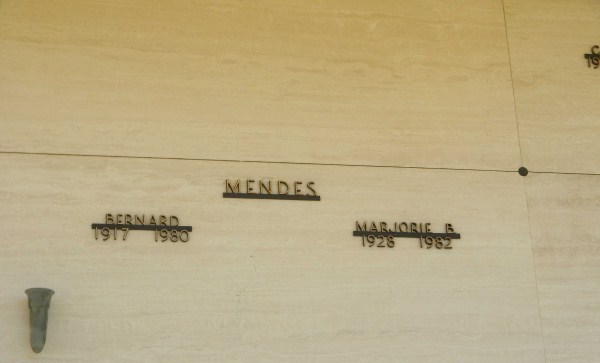 MENDES
BERNARD
1917 1980
MARJORIE B.
1928 1982